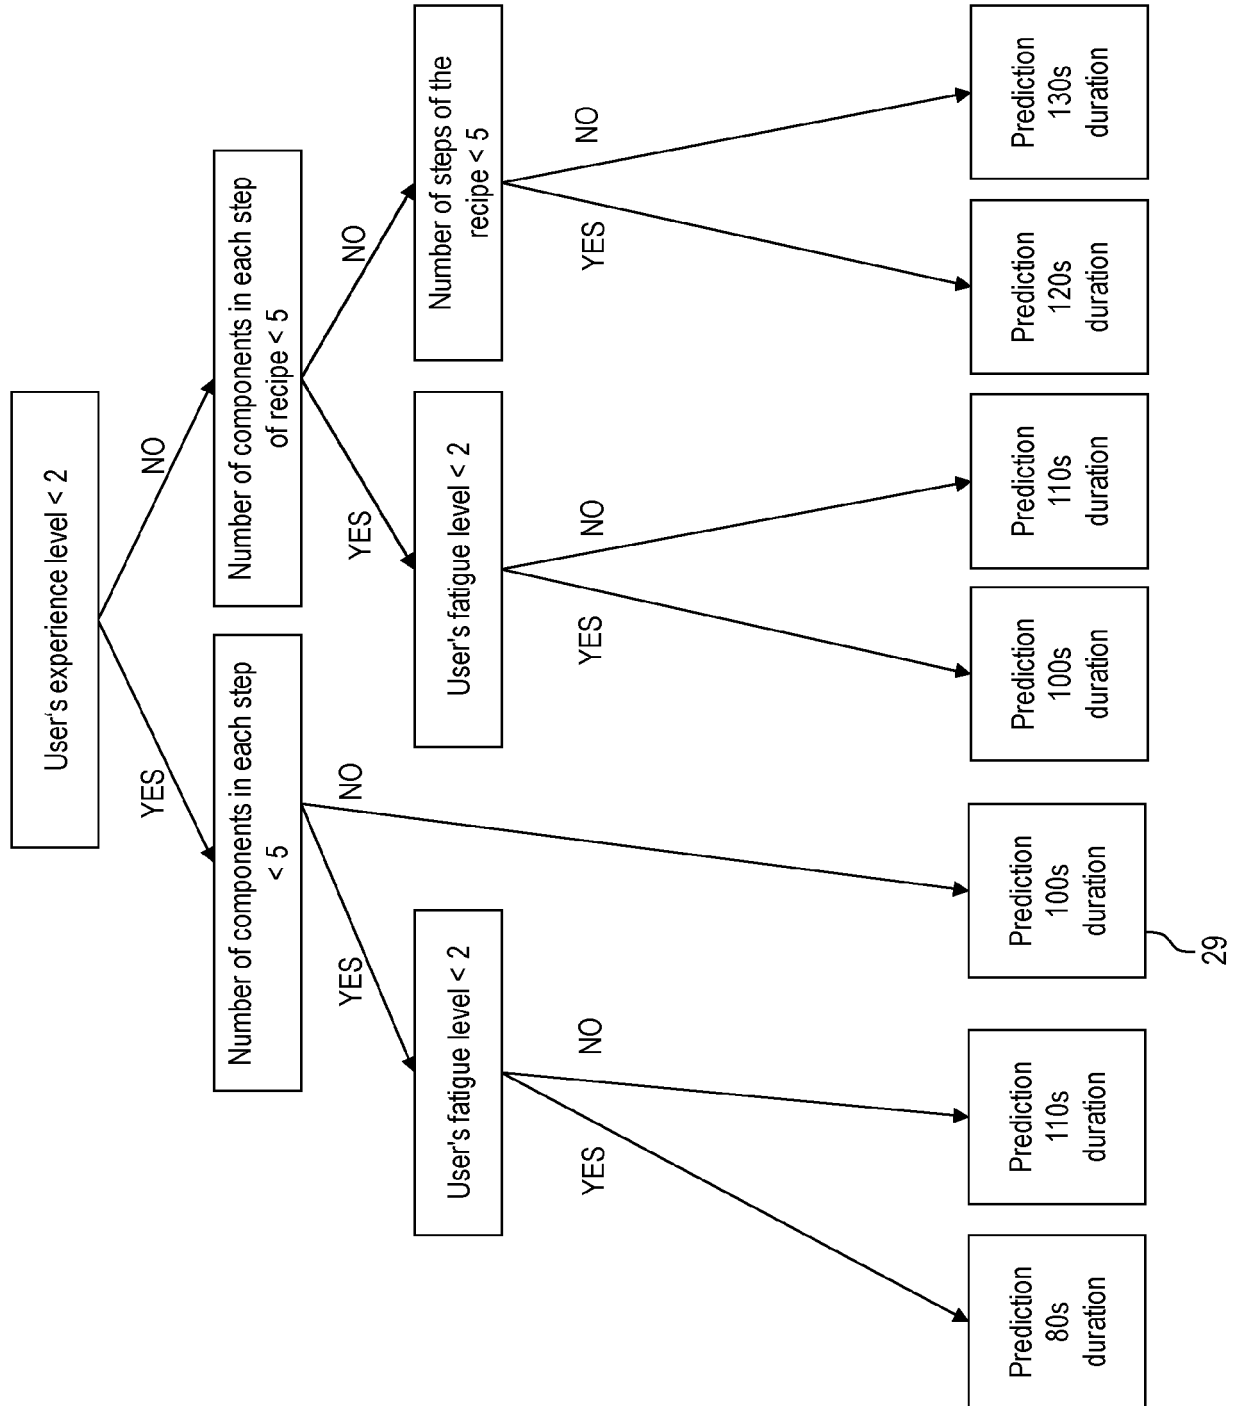 User's experience level < 2
YES
NO
Number of components in each step
< 5
Number of components in each step
of recipe < 5
YES
NO
YES
NO
User's fatigue level < 2
User's fatigue level < 2
Number of steps of the
recipe < 5
YES
NO
YES
NO
YES
NO
Prediction
80s
duration
Prediction
110s
duration
Prediction
100s
duration
Prediction
100s
duration
Prediction
110s
duration
Prediction
120s
duration
Prediction
130s
duration
29